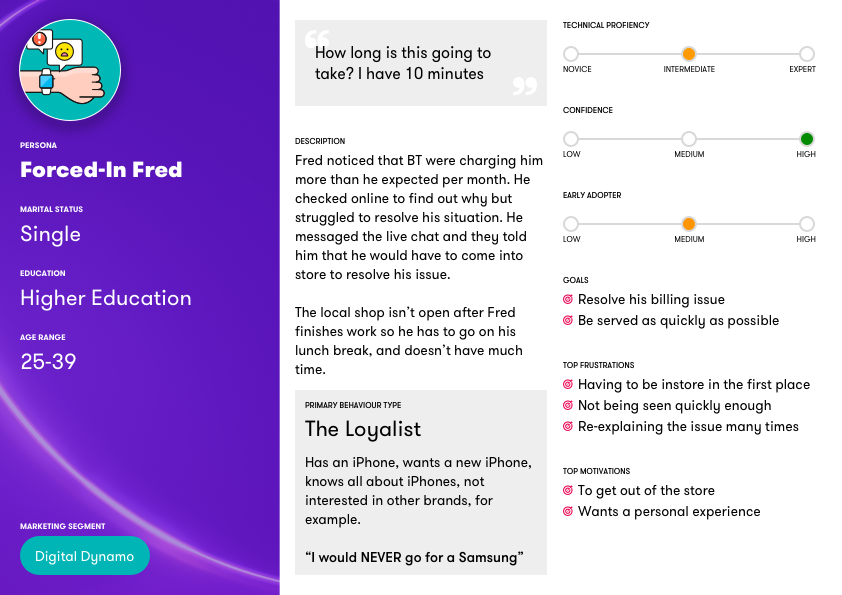 PERSONA
Forced-In Fred
MARITAL STATUS
Single
EDUCATION
Higher Education
AGE RANGE
25-39
MARKETING SEGMENT
Digital Dynamo
“
How long is this going to
take? I have 10 minutes
”
DESCRIPTION
Fred noticed that BT were charging him
more than he expected per month. He
checked online to find out why but
struggled to resolve his situation. He
messaged the live chat and they told
him that he would have to come into
store to resolve his issue.
The local shop isn’t open after Fred
finishes work so he has to go on his
lunch break, and doesn’t have much
time.
PRIMARY BEHAVIOUR TYPE
The Loyalist
Has an iPhone, wants a new iPhone,
knows all about iPhones, not
interested in other brands, for
example.
“I would NEVER go for a Samsung”
TECHNICAL PROFIENCY
NOVICE INTERMEDIATE EXPERT
CONFIDENCE
LOW MEDIUM HIGH
EARLY ADOPTER
LOW MEDIUM HIGH
GOALS
Resolve his billing issue
Be served as quickly as possible
TOP FRUSTRATIONS
Having to be instore in the first place
Not being seen quickly enough
Re-explaining the issue many times
TOP MOTIVATIONS
To get out of the store
Wants a personal experience